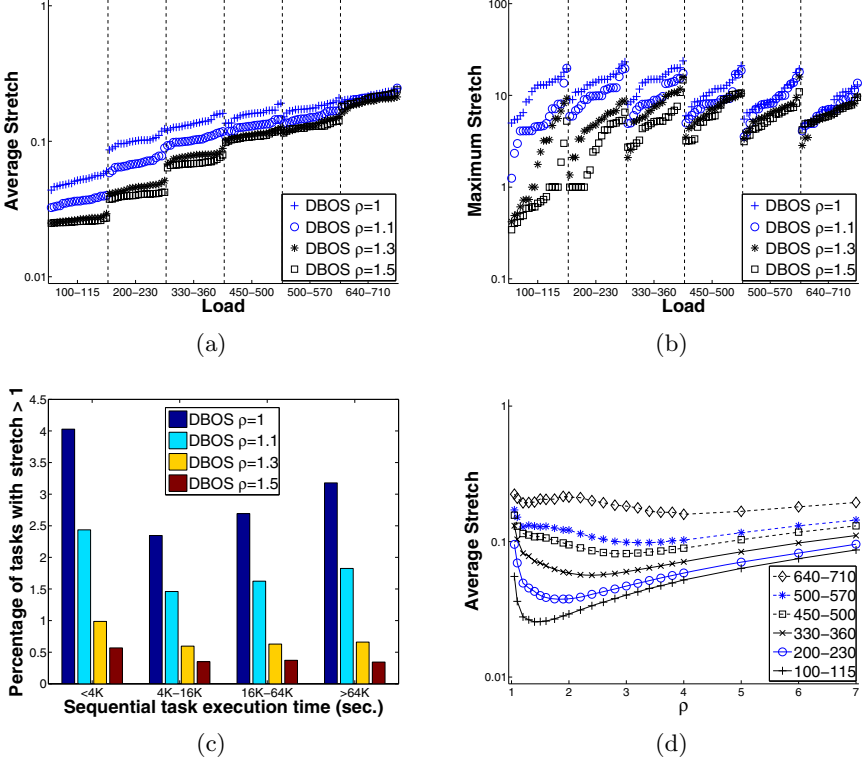 1
0.1
0.01
Average Stretch
100−115 200−230 330−360 450−500 500−570 640−710
Load
DBOS ρ=1
DBOS ρ=1.1
DBOS ρ=1.3
DBOS ρ=1.5
(a)
100
10
1
0.1
Maximum Stretch
100−115 200−230 330−360 450−500 500−570 640−710
Load
DBOS ρ=1
DBOS ρ=1.1
DBOS ρ=1.3
DBOS ρ=1.5
(b)
5
4.5
4
3.5
3
2.5
2
1.5
1
0.5
0
Percentage of tasks with stretch > 1
DBOS ρ=1
DBOS ρ=1.1
DBOS ρ=1.3
DBOS ρ=1.5
<4K 4K−16K 16K−64K >64K
Sequential task execution time (sec.)
(c)
1
0.1
0.01
Average Stretch
640−710
500−570
450−500
330−360
200−230
100−115
1 2 3 4 5 6 7
ρ
(d)